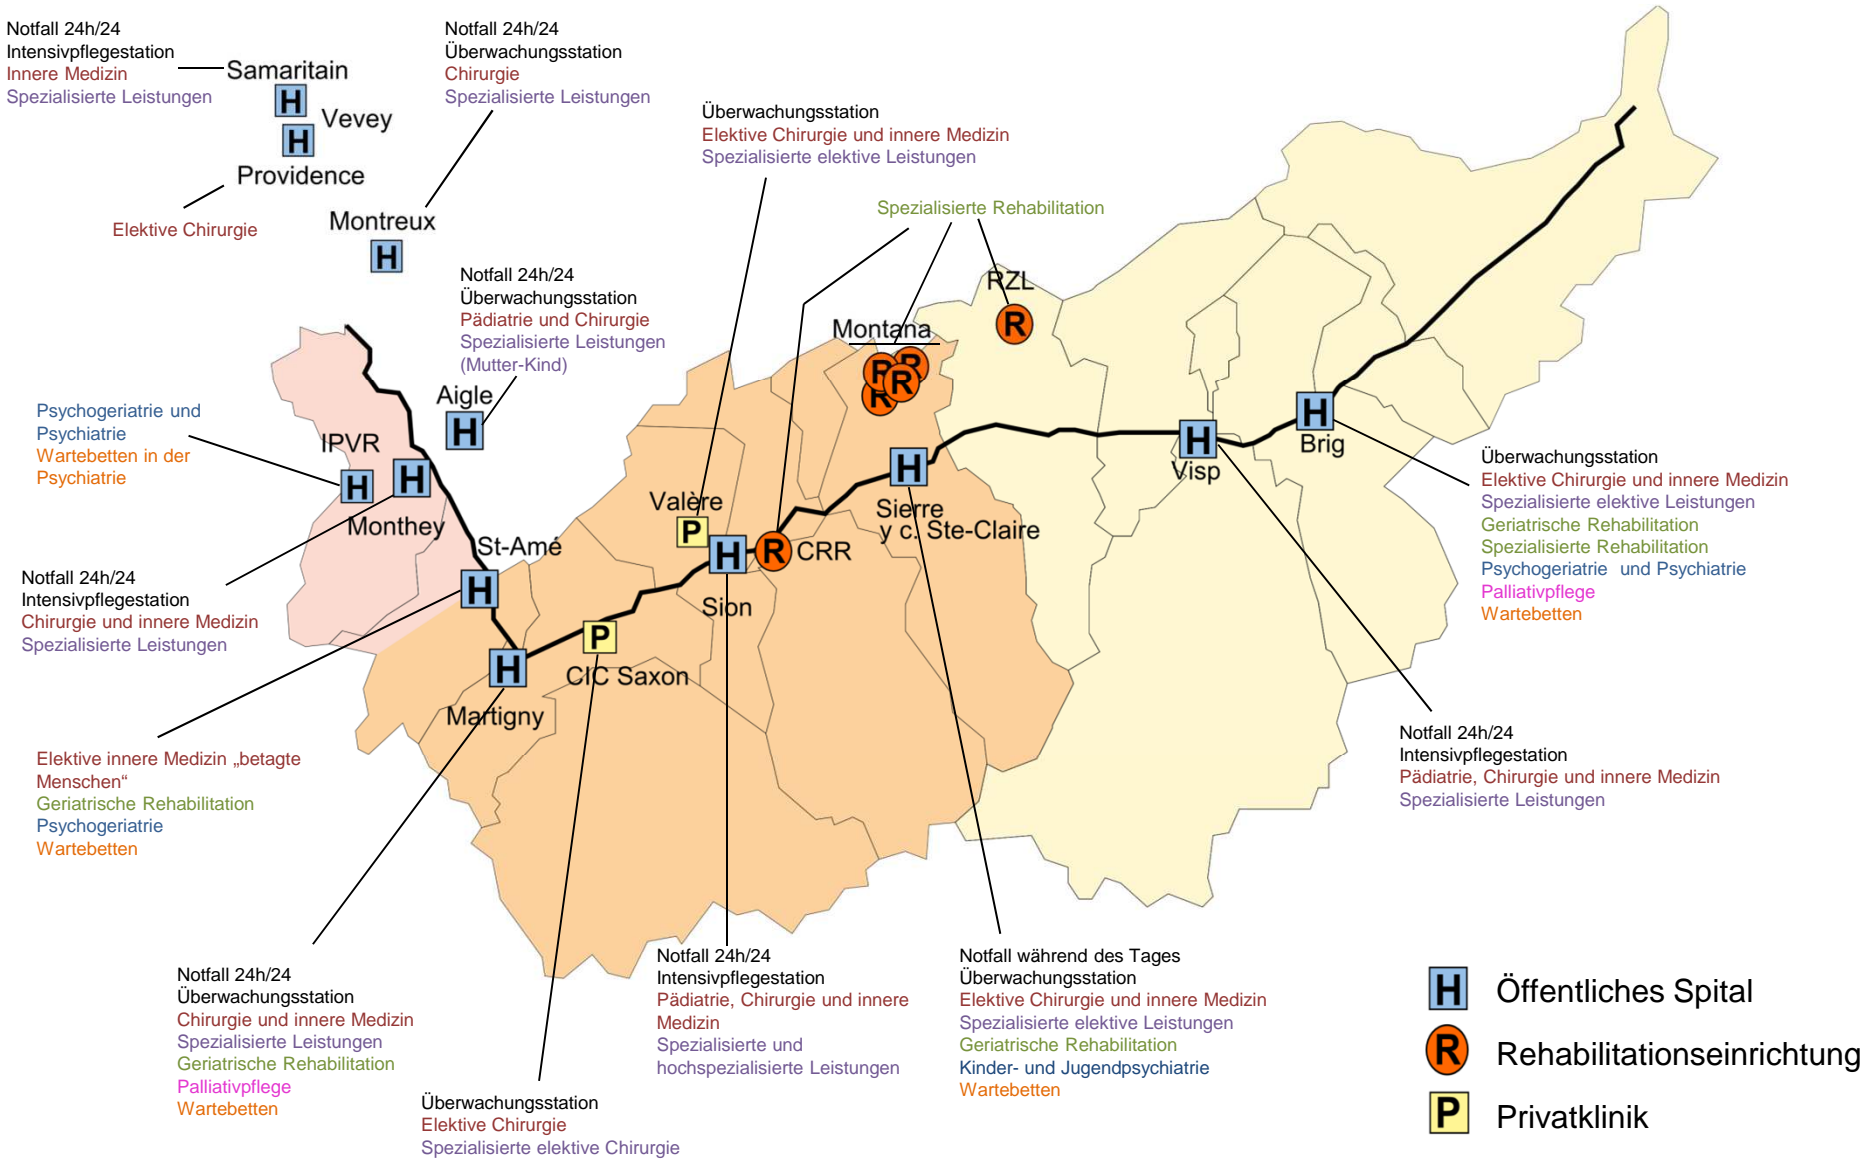 Notfall 24h/24
Intensivpflegestation
Innere Medizin
Spezialisierte Leistungen
Samaritain
H
Vevey
H
Providence
Elektive Chirurgie
Notfall 24h/24
Überwachungsstation
Chirurgie
Spezialisierte Leistungen
Montreux
H
Überwachungsstation
Elektive Chirurgie und innere Medizin
Spezialisierte elektive Leistungen
Spezialisierte Rehabilitation
RZL
R
Montana
R
R
R
R
Notfall 24h/24
Überwachungsstation
Pädiatrie und Chirurgie
Spezialisierte Leistungen
(Mutter-Kind)
Aigle
H
Psychogeriatrie und
Psychiatrie
Wartebetten in der
Psychiatrie
IPVR
H
H
Monthey
Notfall 24h/24
Intensivpflegestation
Chirurgie und innere Medizin
Spezialisierte Leistungen
St-Amé
H
Valère
P
H
R
CRR
Sion
H
Sierre
y c. Ste-Claire
H
Visp
H
Brig
Überwachungsstation
Elektive Chirurgie und innere Medizin
Spezialisierte elektive Leistungen
Geriatrische Rehabilitation
Spezialisierte Rehabilitation
Psychogeriatrie und Psychiatrie
Palliativpflege
Wartebetten
P
CIC Saxon
H
Martigny
Elektive innere Medizin „betagte
Menschen“
Geriatrische Rehabilitation
Psychogeriatrie
Wartebetten
Notfall 24h/24
Intensivpflegestation
Pädiatrie, Chirurgie und innere Medizin
Spezialisierte Leistungen
Notfall 24h/24
Überwachungsstation
Chirurgie und innere Medizin
Spezialisierte Leistungen
Geriatrische Rehabilitation
Palliativpflege
Wartebetten
Überwachungsstation
Elektive Chirurgie
Spezialisierte elektive Chirurgie
Notfall 24h/24
Intensivpflegestation
Pädiatrie, Chirurgie und innere
Medizin
Spezialisierte und
hochspezialisierte Leistungen
Notfall während des Tages
Überwachungsstation
Elektive Chirurgie und innere Medizin
Spezialisierte elektive Leistungen
Geriatrische Rehabilitation
Kinder- und Jugendpsychiatrie
Wartebetten
H Öffentliches Spital
R Rehabilitationseinrichtung
P Privatklinik